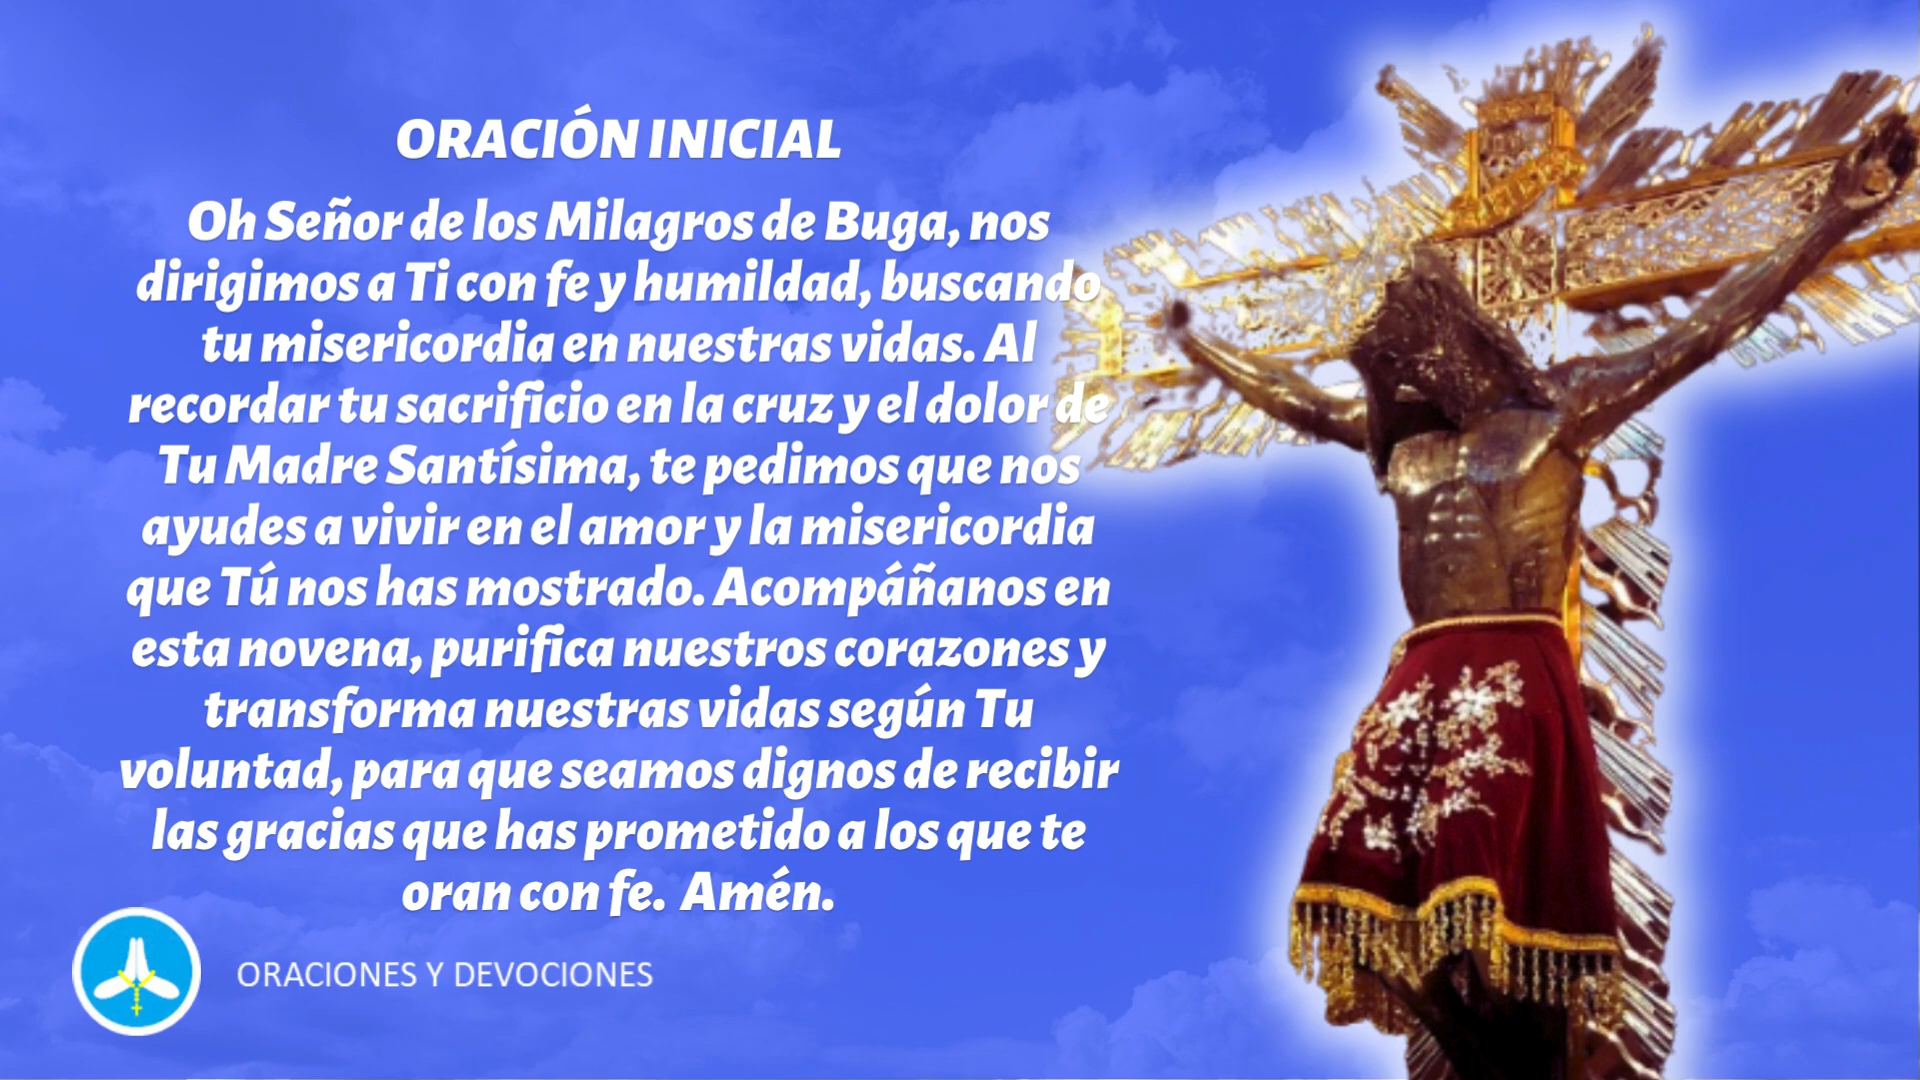 ORACIÓN INICIAL
Oh Señor de los Milagros de Buga, nos
dirigimos a Ti con fe y humildad, buscando
tu misericordia en nuestras vidas. Al
recordar tu sacrificio en la cruz y el dolor de
Tu Madre Santísima, te pedimos que nos
ayudes a vivir en el amor y la misericordia
que Tú nos has mostrado. Acompáñanos en
esta novena, purifica nuestros corazones y
transforma nuestras vidas según Tu
voluntad, para que seamos dignos de recibir
las gracias que has prometido a los que te
oran con fe. Amén.
ORACIONES Y DEVOCIONES